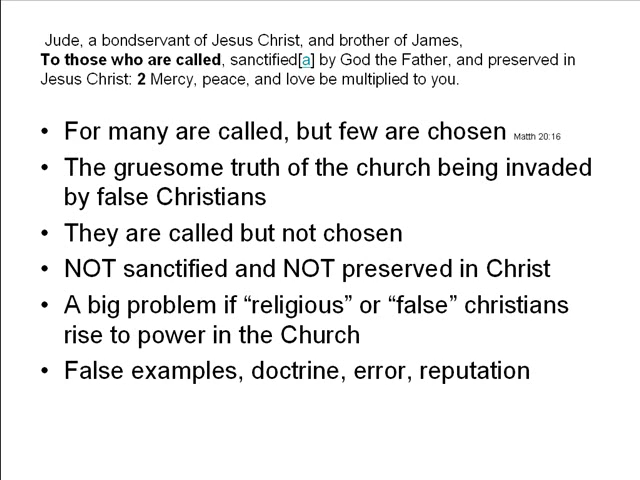 Jude, a bondservant of Jesus Christ, and brother of James,
To those who are called, sanctified[a] by God the Father, and preserved in
Jesus Christ: 2 Mercy, peace, and love be multiplied to you.
• For many are called, but few are chosen Matth 20:16
• The gruesome truth of the church being invaded
by false Christians
• They are called but not chosen
• NOT sanctified and NOT preserved in Christ
• A big problem if “religious” or “false” christians
rise to power in the Church
• False examples, doctrine, error, reputation